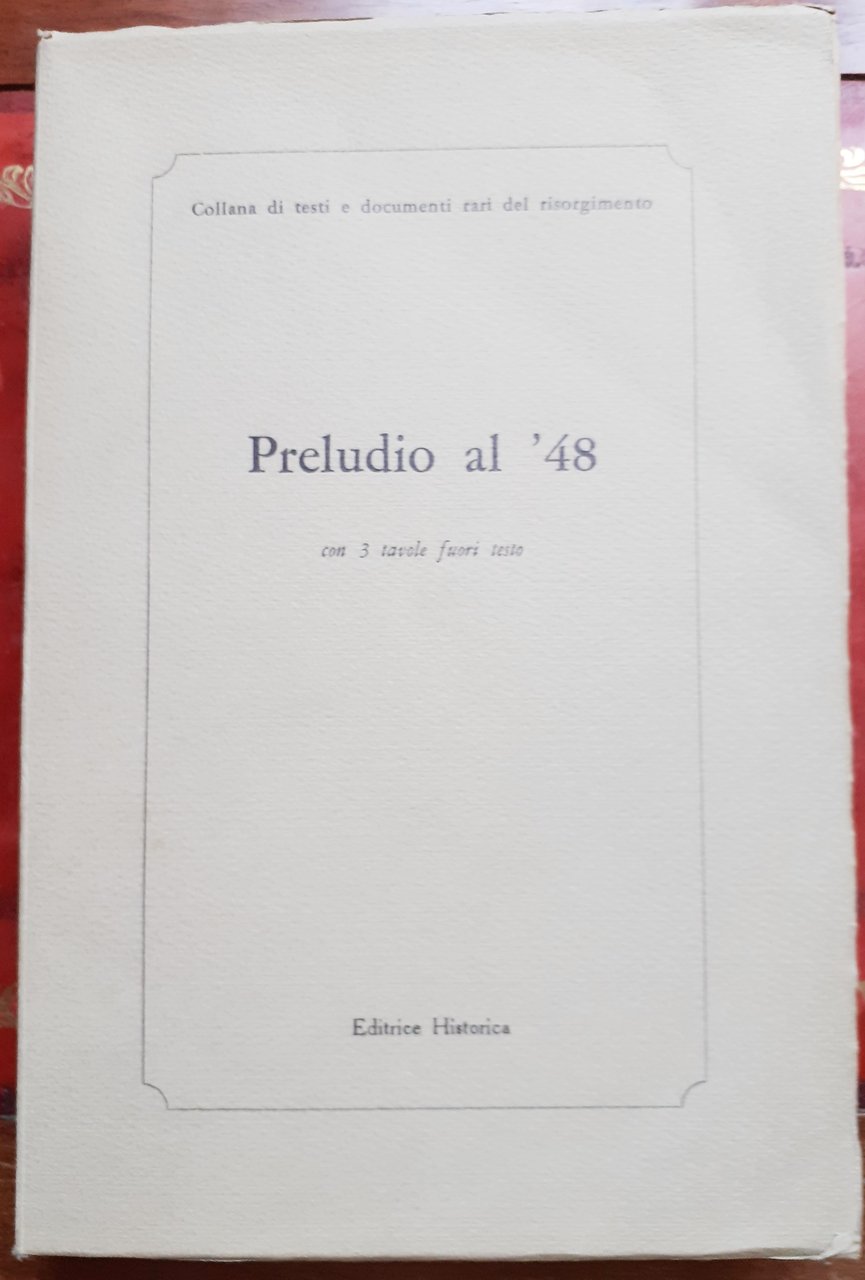 Collana di testi e documenti rari del risorgimento
Preludio al '48
con 3 tavole fuori testo
Editrice Historica